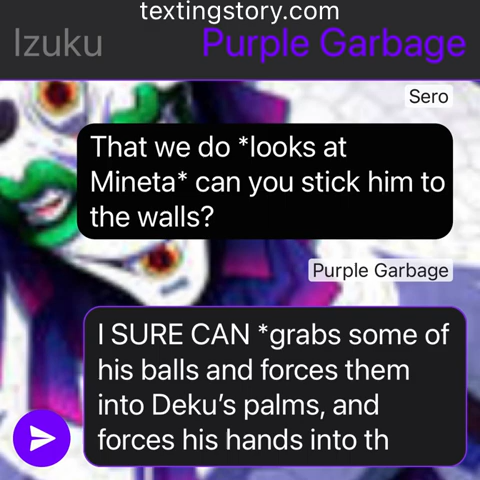 textingstory.com
Izuku Purple Garbage
Sero
That we do *looks at
Mineta* can you stick him to
the walls?
Purple Garbage
I SURE CAN *grabs some of
his balls and forces them
into Deku’s palms, and
forces his hands into th